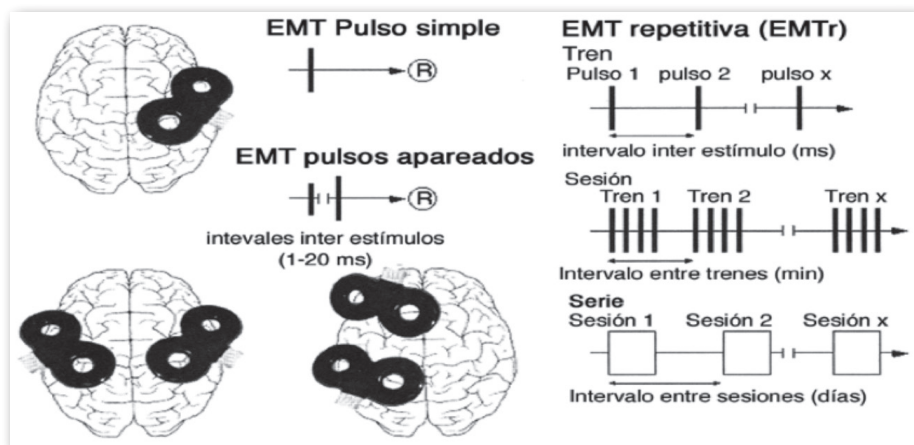 EMT Pulso simple
R
EMT pulsos apareados
R
intevales inter estímulos
(1-20 ms)
EMT repetitiva (EMTr)
Tren
Pulso 1 pulso 2 pulso x
intervalo inter estímulo (ms)
Sesión
Tren 1 Tren 2 Tren x
Intervalo entre trenes (min)
Serie
Sesión 1 Sesión 2 Sesión x
Intervalo entre sesiones (días)